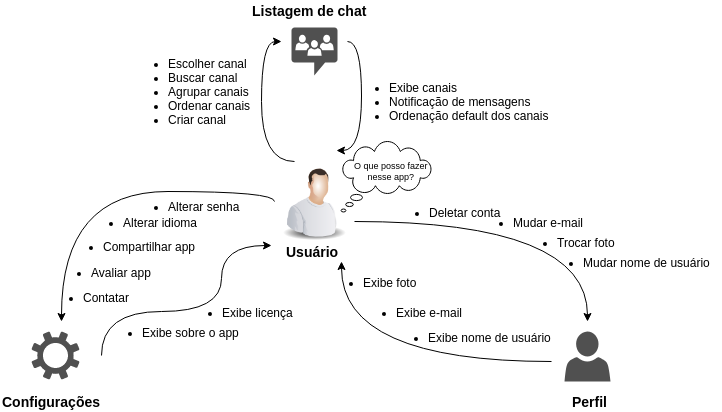 Listagem de chat
Escolher canal
Buscar canal
Agrupar canais
Ordenar canais
Criar canal
Exibe canais
Notificação de mensagens
Ordenação default dos canais
O que posso fazer
nesse app?
Usuário
Alterar senha
Alterar idioma
Compartilhar app
Avaliar app
Contatar
Exibe licença
Exibe sobre o app
Deletar conta
Mudar e-mail
Trocar foto
Mudar nome de usuário
Exibe foto
Exibe e-mail
Exibe nome de usuário
Configurações
Perfil